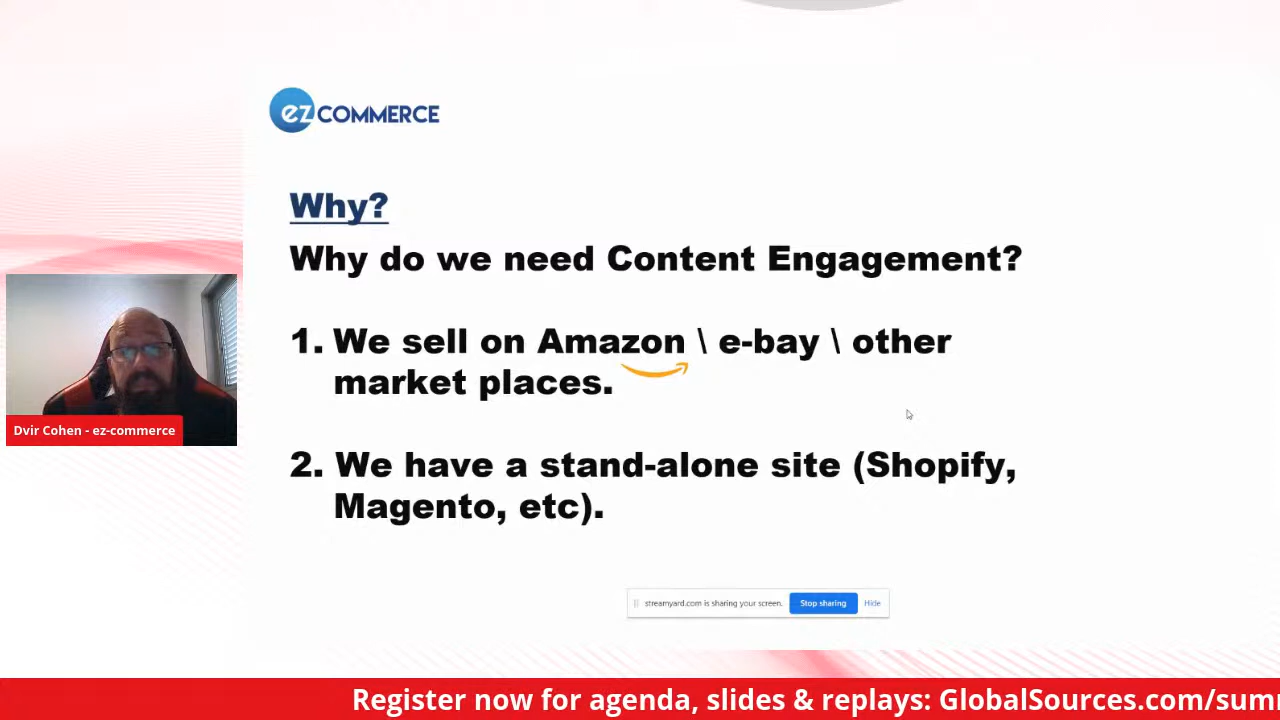 ez COMMERCE
Why?
Why do we need Content Engagement?
1. We sell on Amazon \ e-bay \ other
market places.
2. We have a stand-alone site (Shopify,
Magento, etc).
Dvir Cohen - ez-commerce
streamyard.com is sharing your screen. Stop sharing Hide
Register now for agenda, slides & replays: GlobalSources.com/sum